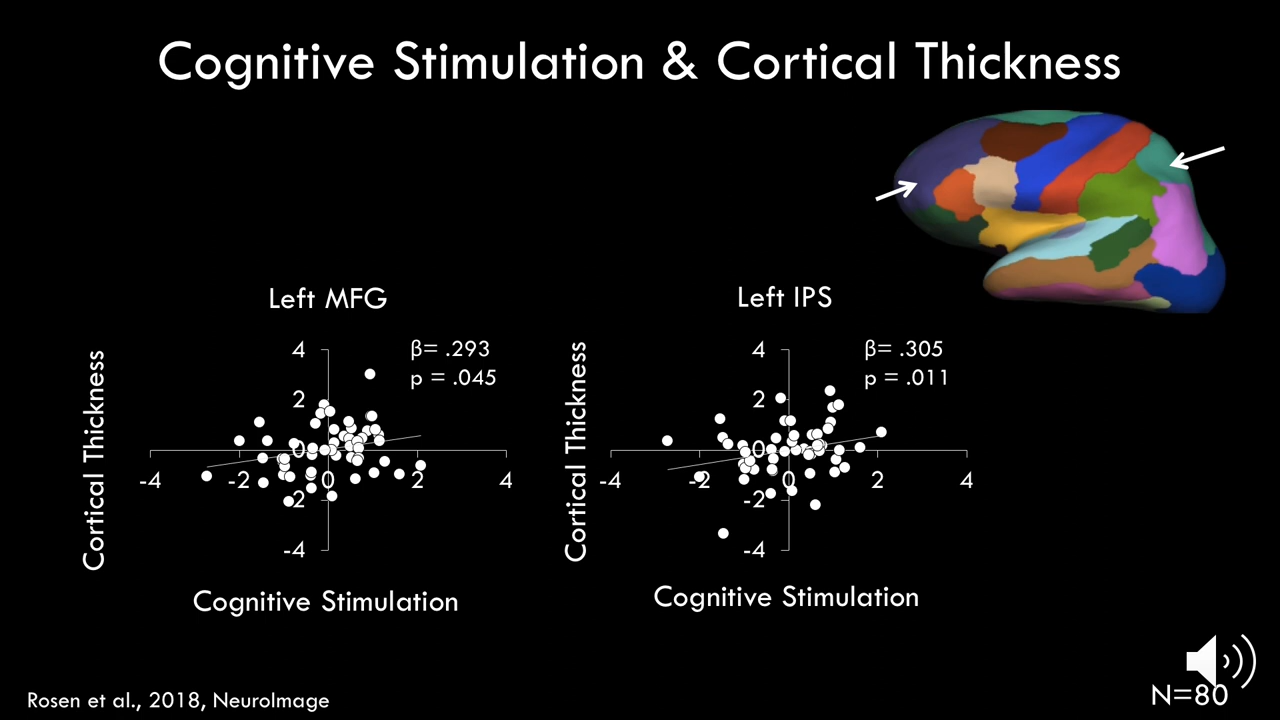 Cognitive Stimulation & Cortical Thickness
Left MFG
β= .293
p = .045
Cortical Thickness
4
2
0
-2
-4
-4
-2
0
2
4
Cognitive Stimulation
Left IPS
β= .305
p = .011
Cortical Thickness
4
2
0
-2
-4
-4
-2
0
2
4
Cognitive Stimulation
Rosen et al., 2018, NeuroImage
N=80